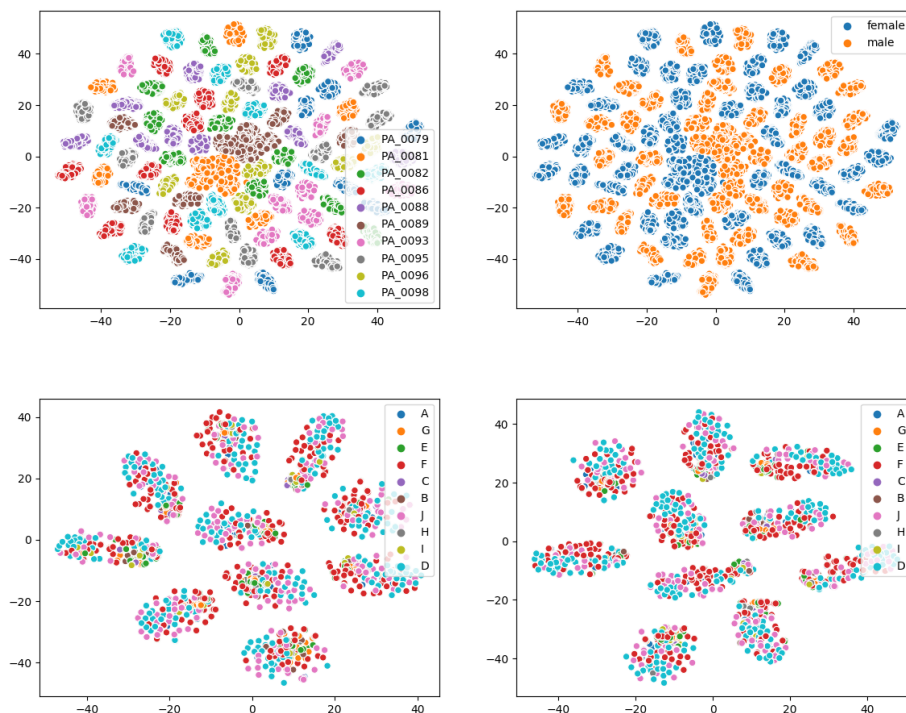 40
20
0
−20
−40
−40
−20
0
20
40
PA_0079
PA_0081
PA_0082
PA_0086
PA_0088
PA_0089
PA_0093
PA_0095
PA_0096
PA_0098
40
20
0
−20
−40
−40
−20
0
20
40
female
male
40
20
0
−20
−40
−40
−20
0
20
40
A
G
E
F
C
B
J
H
I
D
40
20
0
−20
−40
−40
−20
0
20
40
A
G
E
F
C
B
J
H
I
D